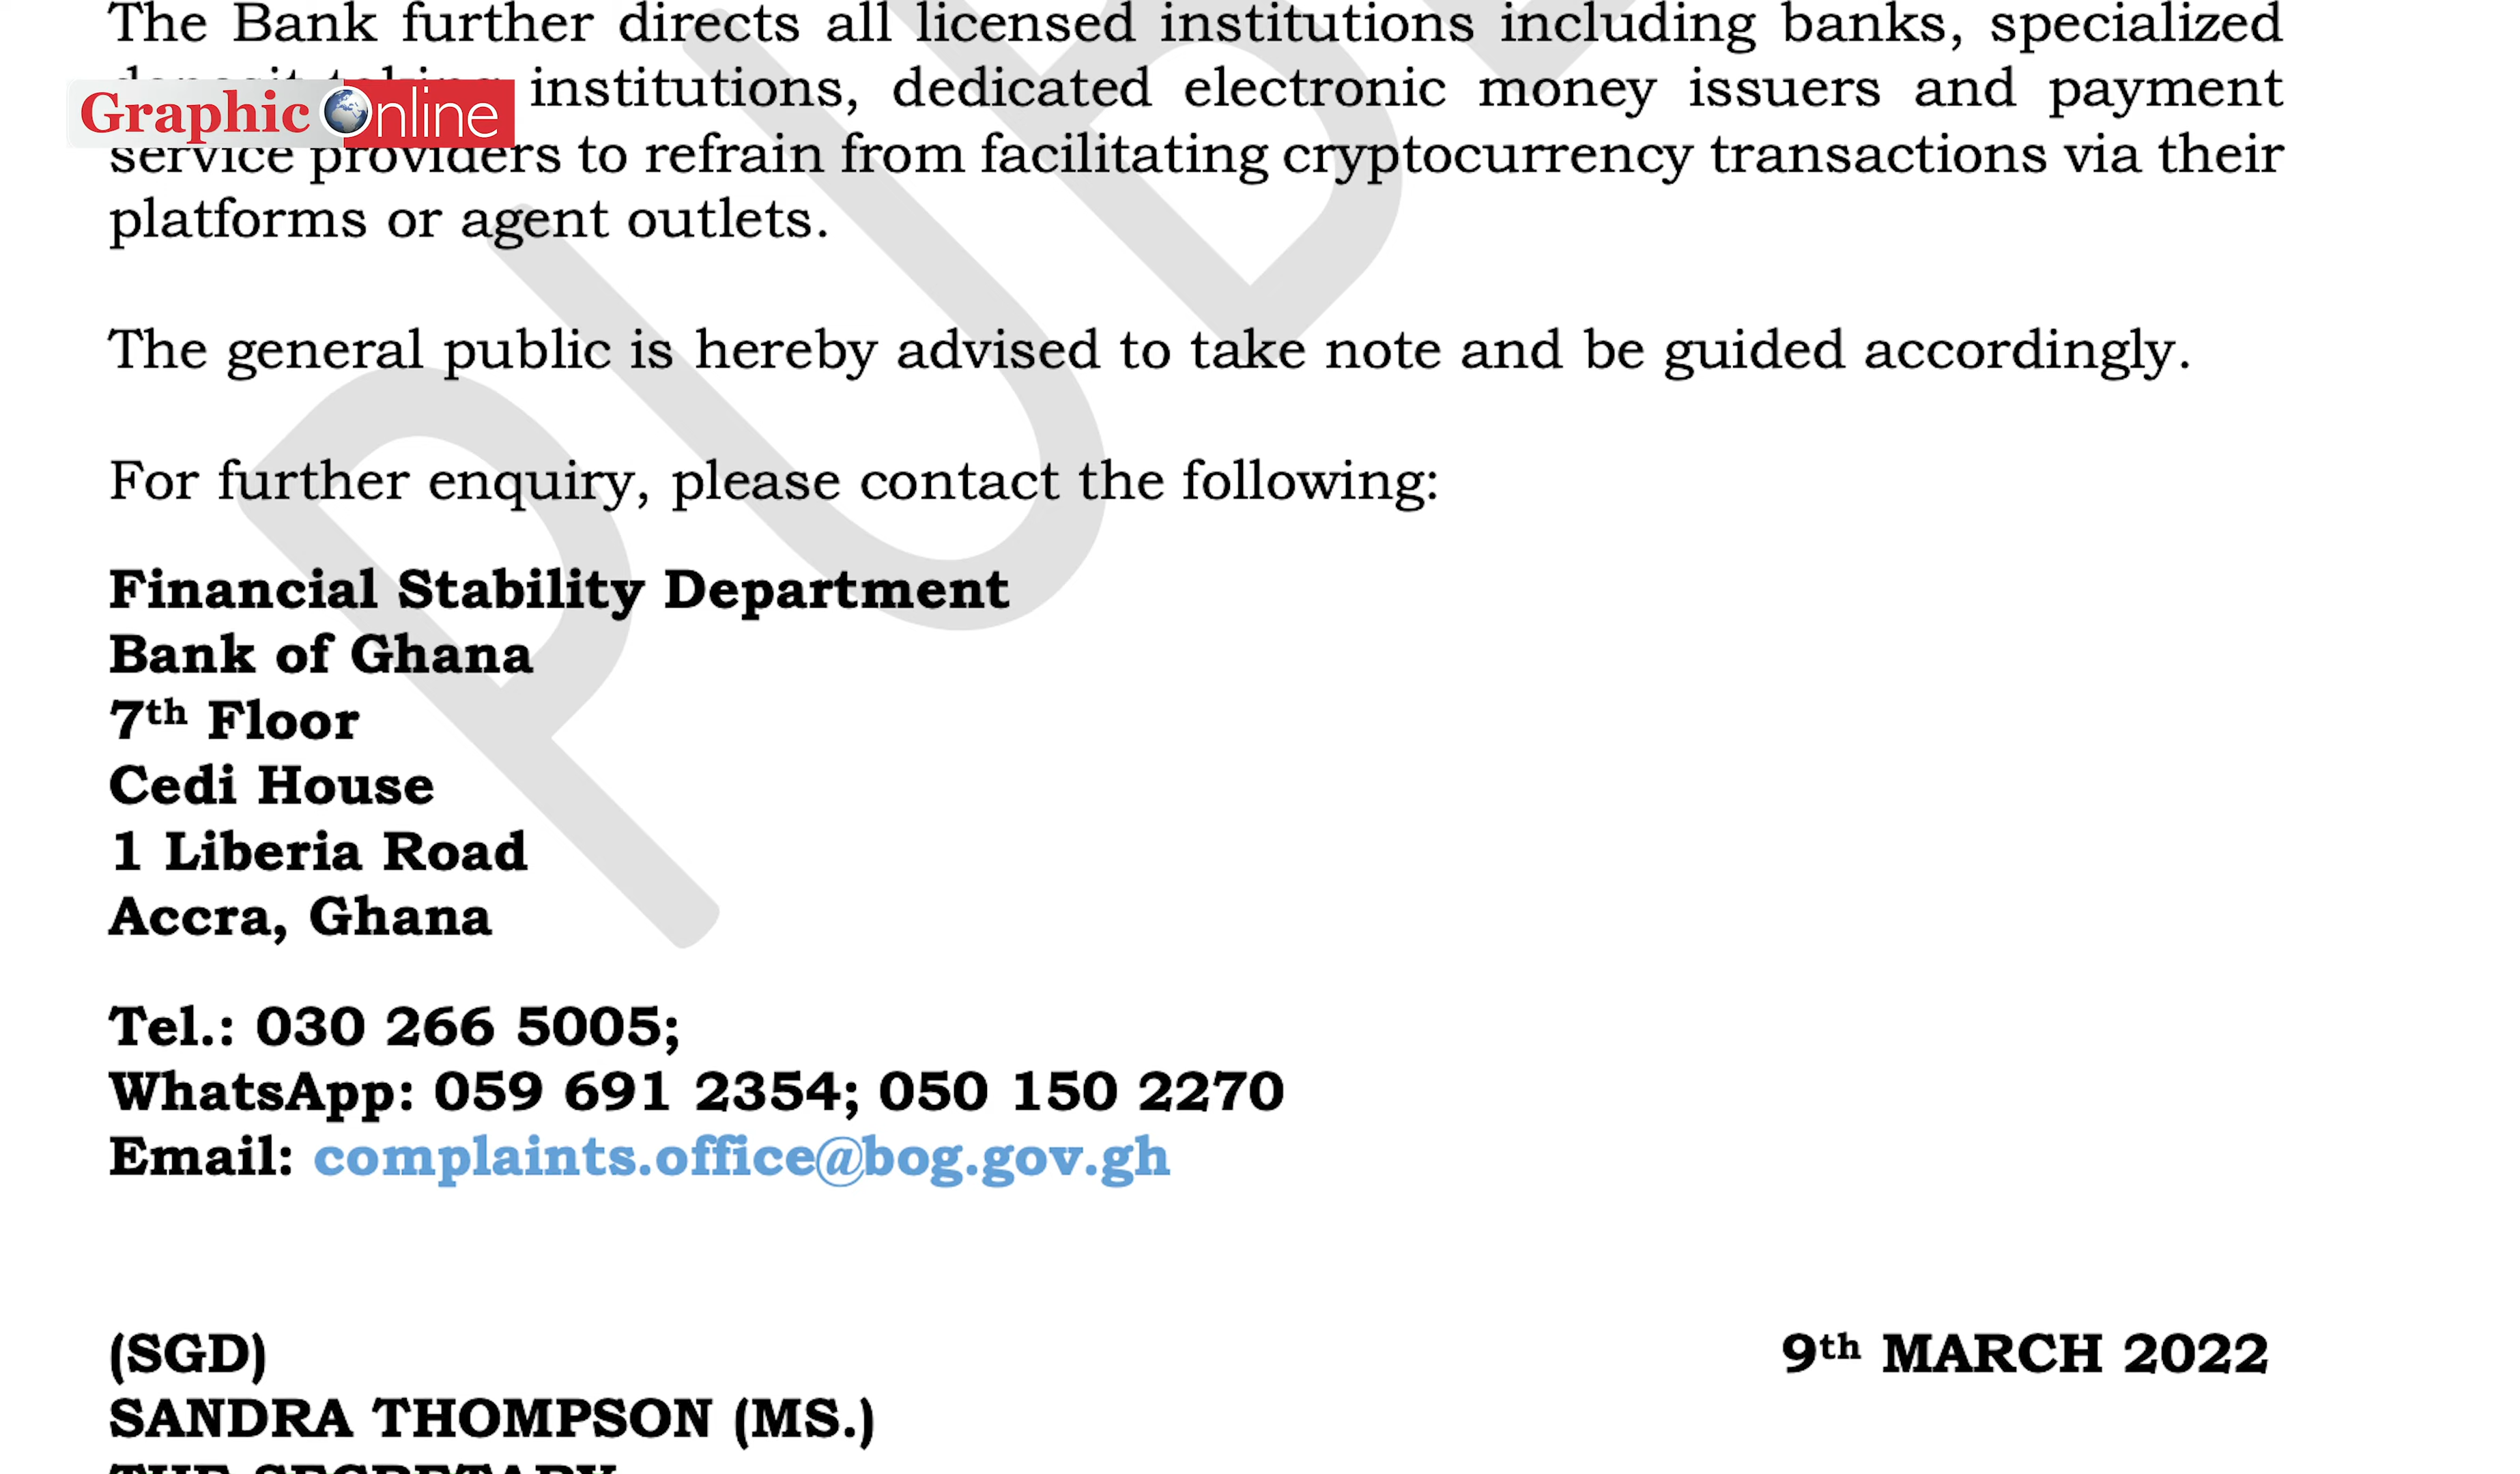 The Bank further directs all licensed institutions including banks, specialized
Graphic Online
institutions, dedicated electronic money issuers and payment
service providers to refrain from facilitating cryptocurrency transactions via their
platforms or agent outlets.
The general public is hereby advised to take note and be guided accordingly.
For further enquiry, please contact the following:
Financial Stability Department
Bank of Ghana
7th Floor
Cedi House
1 Liberia Road
Accra, Ghana
Tel.: 030 266 5005;
WhatsApp: 059 691 2354; 050 150 2270
Email: complaints.office@bog.gov.gh
(SGD) 9th MARCH 2022
SANDRA THOMPSON (MS.)
THE SECRETARY